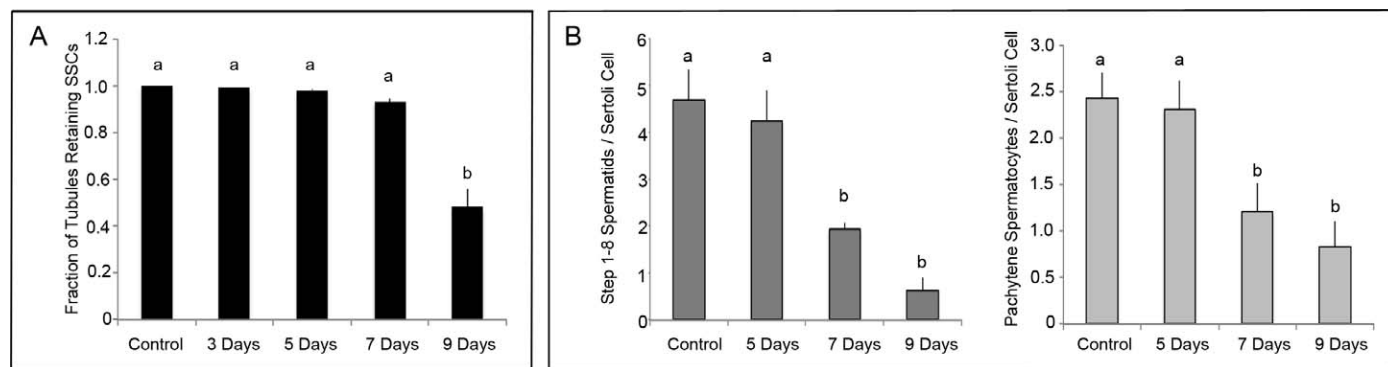 A
Fraction of Tubules Retaining SSCs
1.2
1.0
0.8
0.6
0.4
0.2
0
a
a
a
a
b
Control
3 Days
5 Days
7 Days
9 Days
B
Step 1-8 Spermatids / Sertoli Cell
6
5
4
3
2
1
0
a
a
b
b
Control
5 Days
7 Days
9 Days
Pachytene Spermatocytes / Sertoli Cell
3.0
2.5
2.0
1.5
1.0
0.5
0
a
a
b
b
Control
5 Days
7 Days
9 Days